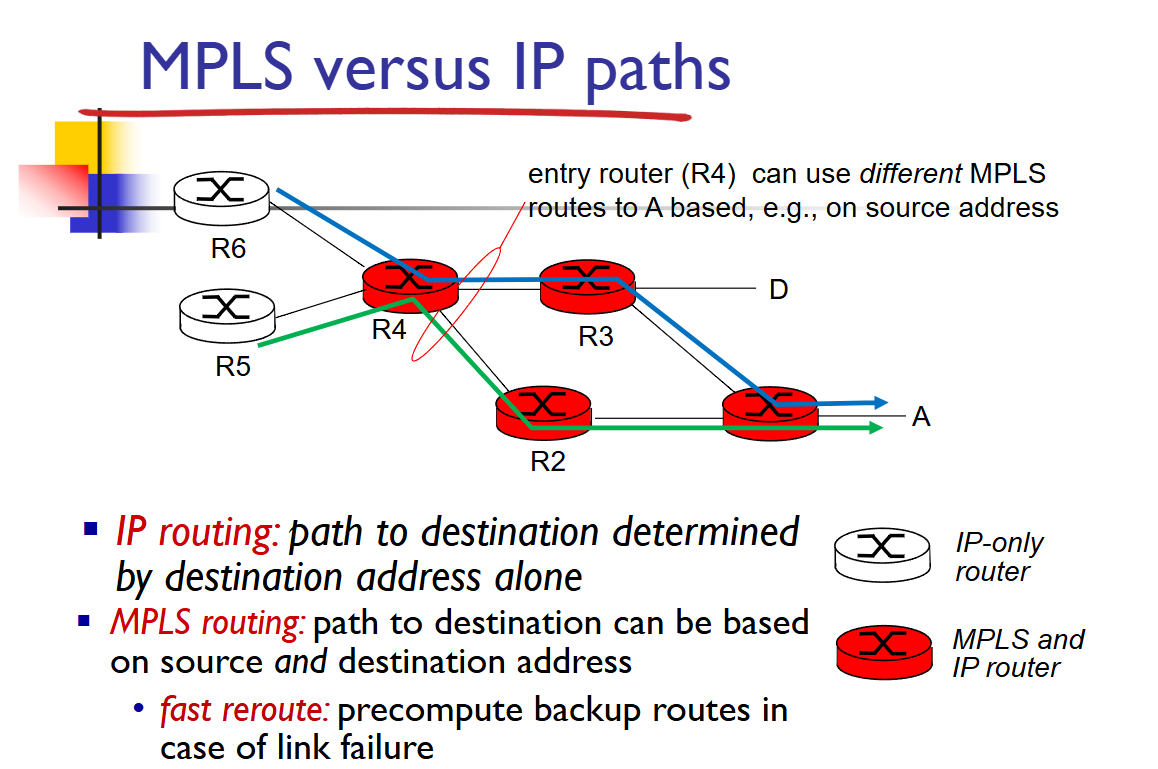 MPLS versus IP paths
entry router (R4) can use different MPLS
routes to A based, e.g., on source address
R6
D
R4
R3
R5
A
R2
IP routing: path to destination determined
by destination address alone
MPLS routing: path to destination can be based
on source and destination address
fast reroute: precompute backup routes in
case of link failure
IP-only
router
MPLS and
IP router